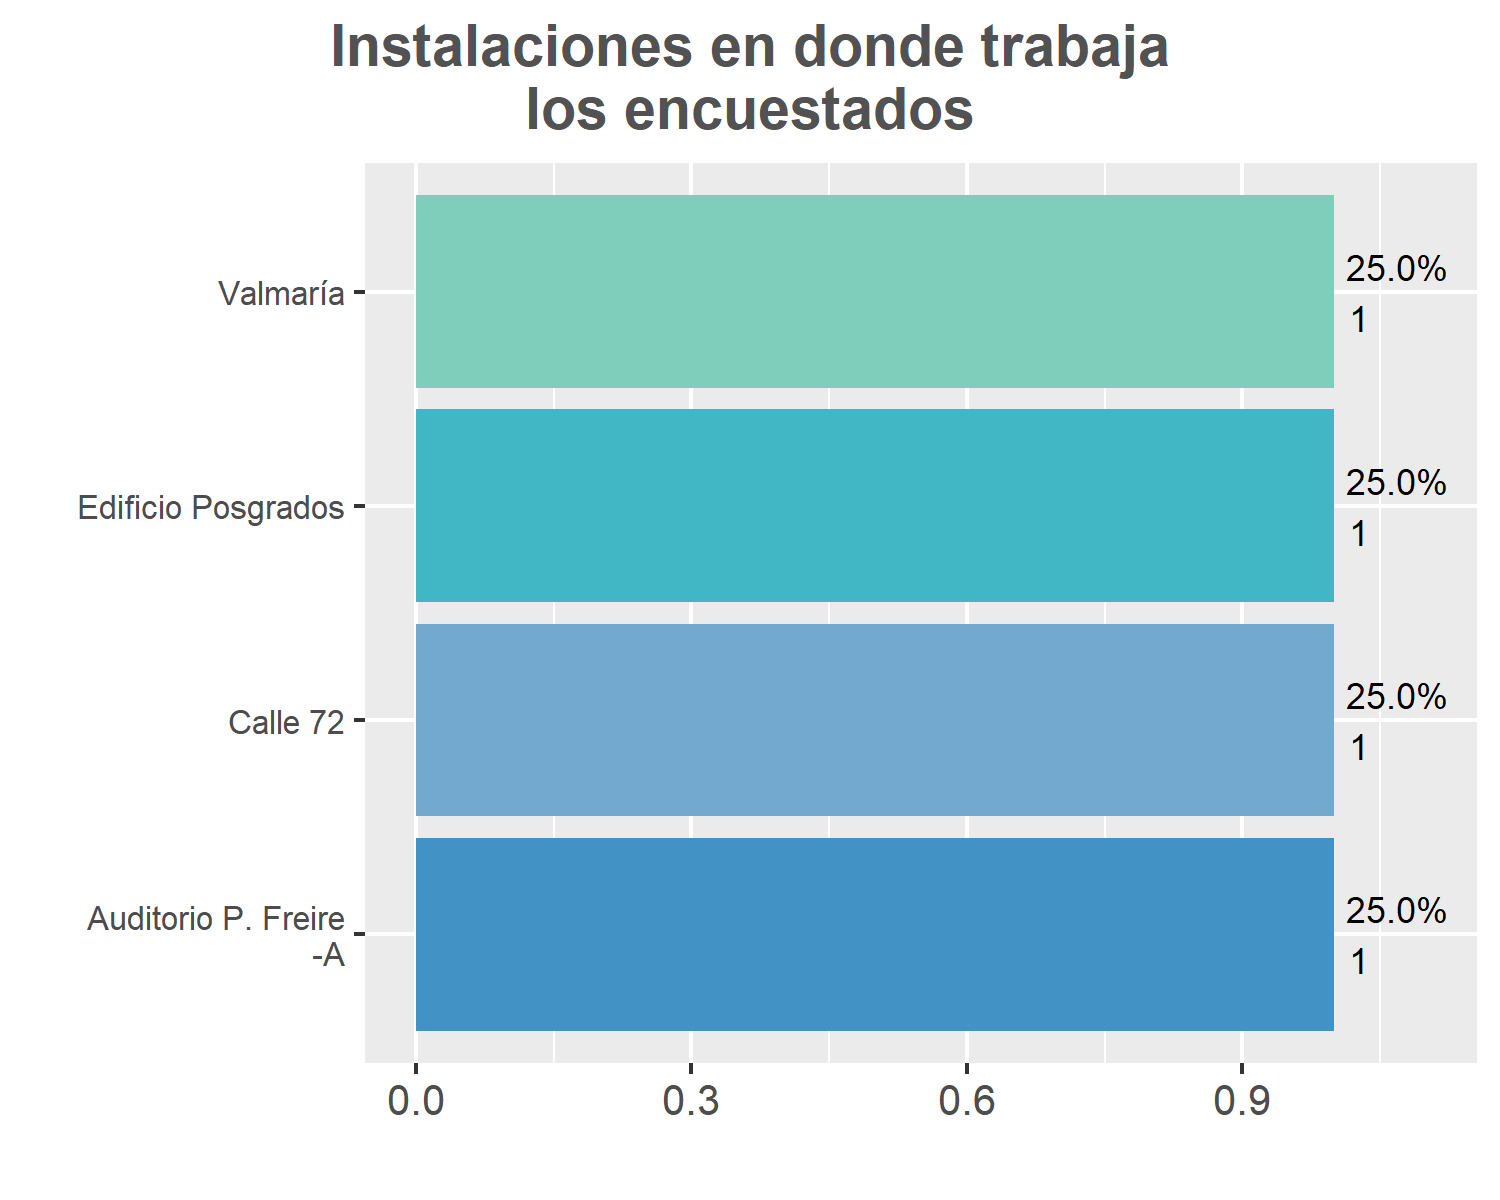 Instalaciones en donde trabaja
los encuestados
Valmaría
25.0%
1
Edificio Posgrados
25.0%
1
Calle 72
25.0%
1
Auditorio P. Freire
-A
25.0%
1
0.0
0.3
0.6
0.9